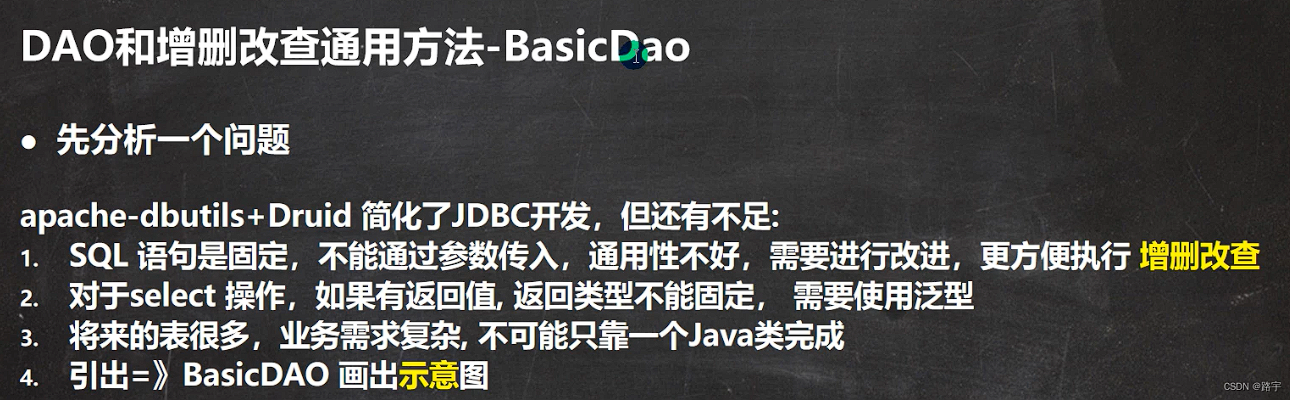 DAO和增删改查通用方法-BasicDao
● 先分析一个问题
apache-dbutils+Druid 简化了JDBC开发，但还有不足:
1. SQL 语句是固定，不能通过参数传入，通用性不好，需要进行改进，更方便执行 增删改查
2. 对于select 操作，如果有返回值, 返回类型不能固定， 需要使用泛型
3. 将来的表很多，业务需求复杂, 不可能只靠一个Java类完成
4. 引出=》BasicDAO 画出示意图
CSDN @路宇